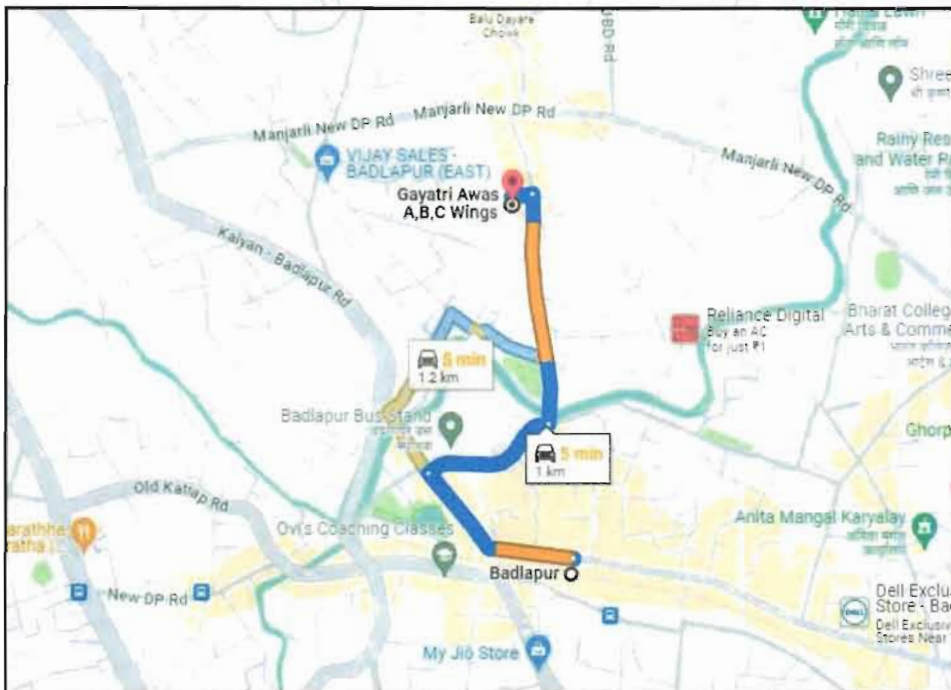 Balu Dayare
Chowk
Shree
Manjarli New DP Rd
Manjarli New DP Rd
Manjarli New DP Rd
VIJAY SALES -
BADLAPUR (EAST)
Rainy Res
and Water P
Gayatri Awas
A,B,C Wings
Kalyan - Badlapur Rd
Reliance Digital
Buy an AC
for just ₹1
Bharat Colleg
Arts & Comme
5 min
1.2 km
Badlapur Bus Stand
5 min
1 km
Ghorp
Old Katrap Rd
Anita Mangal Karyalay
Ovi's Coaching Classes
Badlapur
New DP Rd
Dell Exclus
Store - Bad
Dell Exclusiv
Stores Near
DELL
My Jio Store